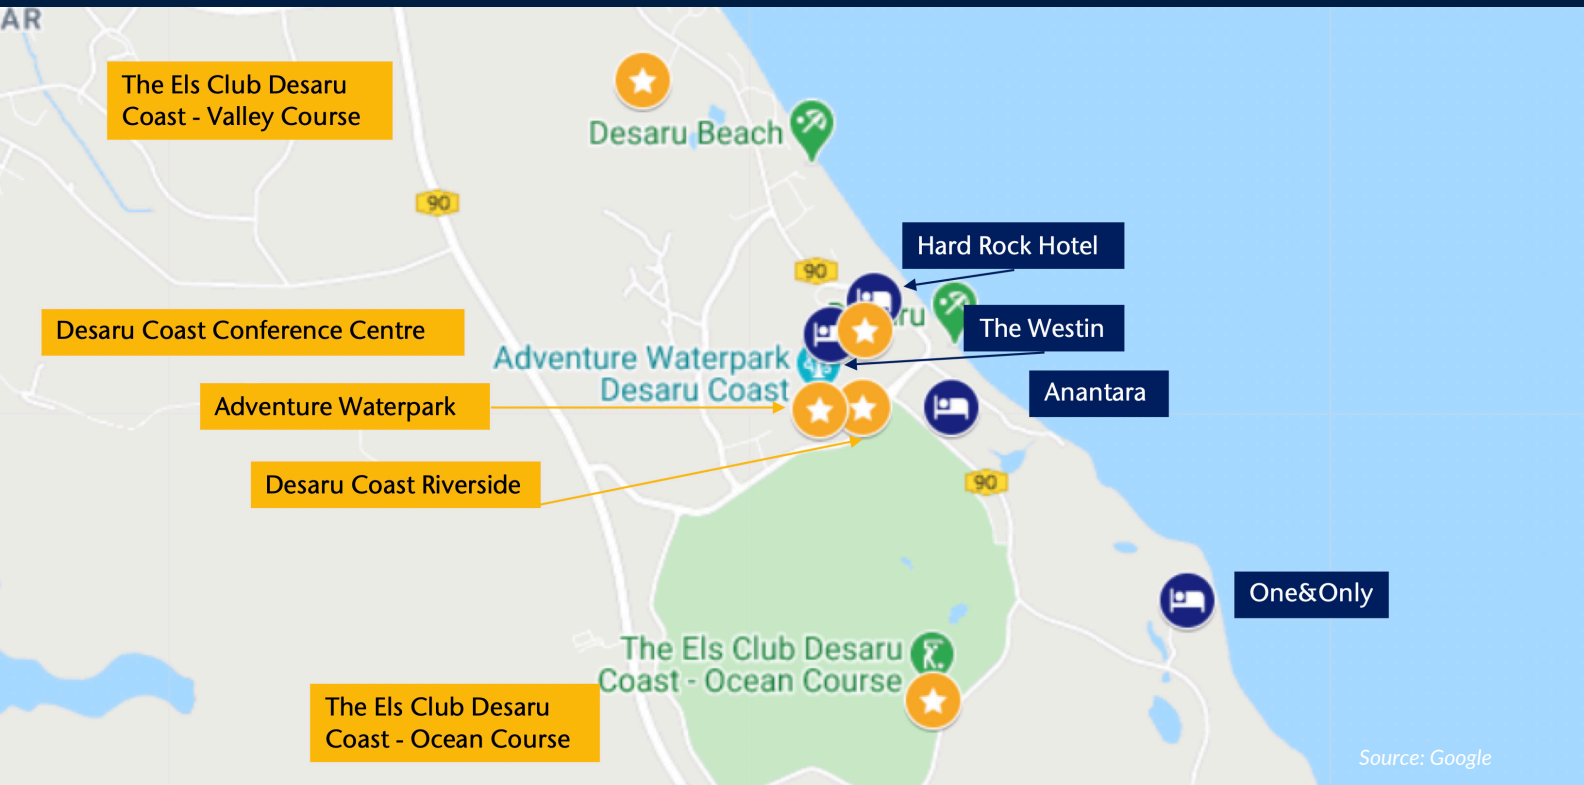 AR
The Els Club Desaru
Coast - Valley Course
Desaru Beach
90
Hard Rock Hotel
90
ru
Desaru Coast Conference Centre
The Westin
Adventure Waterpark
Desaru Coast
Anantara
Adventure Waterpark
Desaru Coast Riverside
90
One&Only
The Els Club Desaru
Coast - Ocean Course
The Els Club Desaru
Coast - Ocean Course
Source: Google